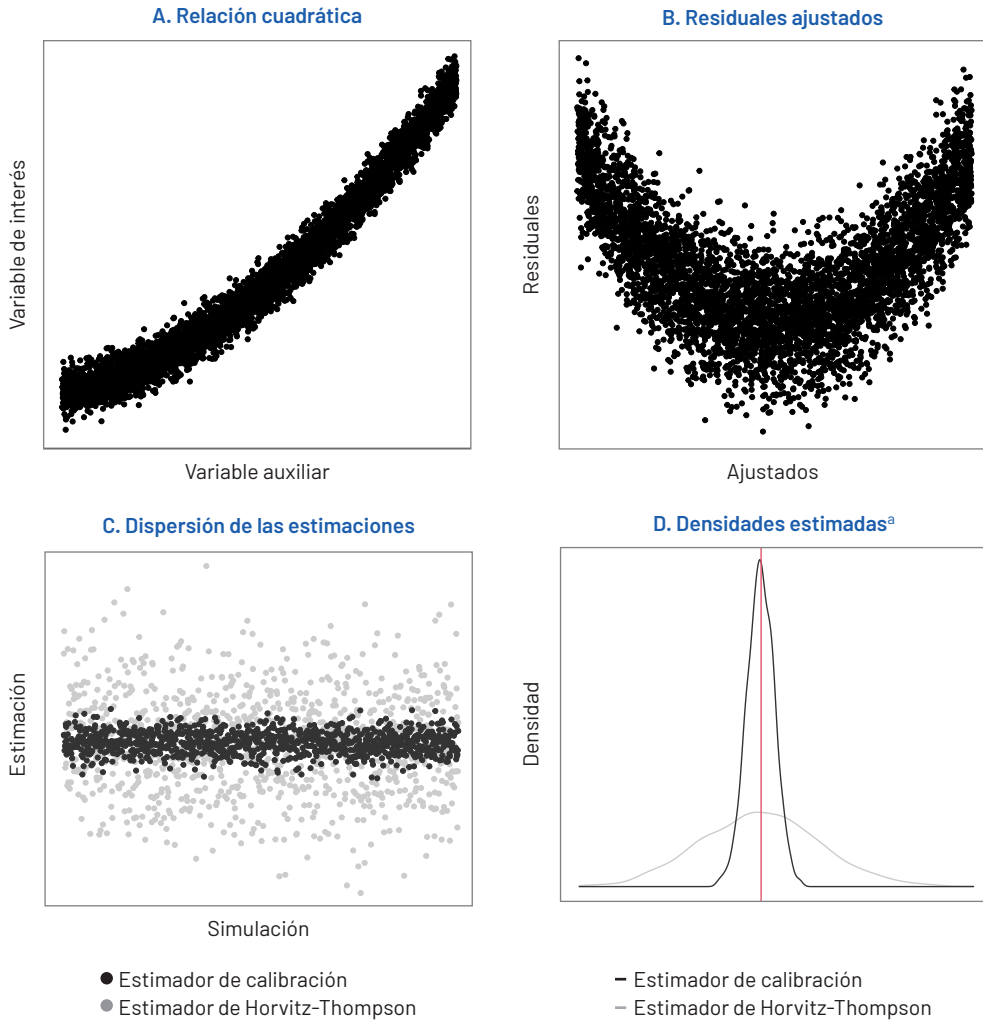 A. Relación cuadrática
Variable de interés
Variable auxiliar
B. Residuales ajustados
Residuales
Ajustados
C. Dispersión de las estimaciones
Estimación
Simulación
Estimador de calibración
Estimador de Horvitz-Thompson
D. Densidades estimadasª
Densidad
Estimador de calibración
Estimador de Horvitz-Thompson